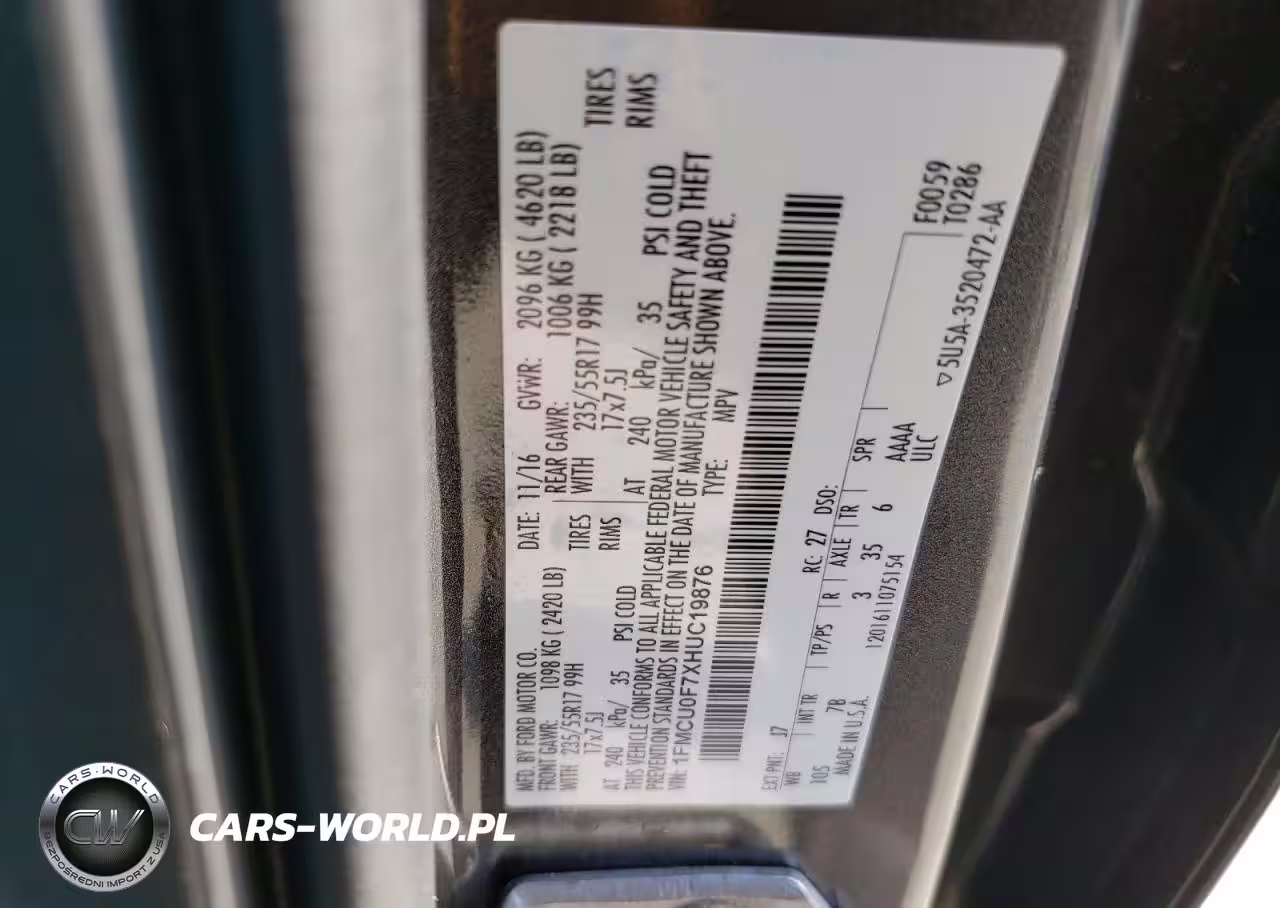 MFD. BY FORD MOTOR CO.
DATE: 11/16 GVWR: 2096 KG ( 4620 LB)
FRONT GAWR: 1098 KG ( 2420 LB)
REAR GAWR: 1006 KG ( 2218 LB)
WITH 235/55R17 99H TIRES
WITH 235/55R17 99H TIRES
17x7.5J RIMS
17x7.5J RIMS
AT 240 kPa/ 35 PSI COLD
AT 240 kPa/ 35 PSI COLD
THIS VEHICLE CONFORMS TO ALL APPLICABLE FEDERAL MOTOR VEHICLE SAFETY AND THEFT
PREVENTION STANDARDS IN EFFECT ON THE DATE OF MANUFACTURE SHOWN ABOVE.
VIN: 1FMCU0F7XHUC19876 TYPE: MPV
EXT PNT: J7 RC: 27 DSO:
WB INT TR TP/PS R AXLE TR SPR
105 7B 3 35 6 AAAA
ULC
F0059
T0286
MADE IN U.S.A. 1201611075154
▽5U5A-3520472-AA
CARS-WORLD
CW
BEZPOŚREDNI IMPORT Z USA
CARS-WORLD.PL